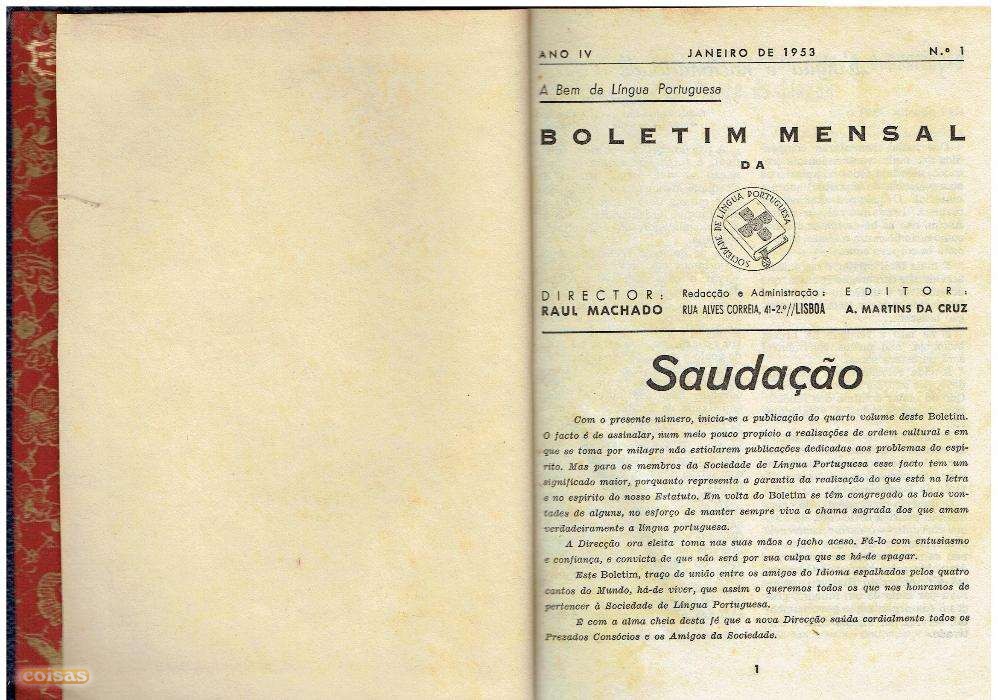 ANO IV JANEIRO DE 1953 N.º 1
A Bem da Língua Portuguesa
BOLETIM MENSAL
DA
SOCIEDADE DE LÍNGUA PORTUGUESA
DIRECTOR: Redacção e Administração: EDITOR:
RAUL MACHADO RUA ALVES CORREIA, 41-2.º//LISBOA A. MARTINS DA CRUZ
Saudação
Com o presente número, inicia-se a publicação do quarto volume deste Boletim.
O facto é de assinalar, num meio pouco propício a realizações de ordem cultural e em
que se toma por milagre não estiolarem publicações dedicadas aos problemas do espí-
rito. Mas para os membros da Sociedade de Língua Portuguesa esse facto tem um
significado maior, porquanto representa a garantia da realização do que está na letra
e no espírito do nosso Estatuto. Em volta do Boletim se têm congregado as boas von-
tades de alguns, no esforço de manter sempre viva a chama sagrada dos que amam
verdadeiramente a língua portuguesa.
A Direcção ora eleita toma nas suas mãos o facho aceso. Fá-lo com entusiasmo
e confiança, e convicta de que não será por sua culpa que se há-de apagar.
Este Boletim, traço de união entre os amigos do Idioma espalhados pelos quatro
cantos do Mundo, há-de viver, que assim o queremos todos os que nos honramos de
pertencer à Sociedade de Língua Portuguesa.
É com a alma cheia desta fé que a nova Direcção saúda cordialmente todos os
Prezados Consócios e os Amigos da Sociedade.
1
coisas